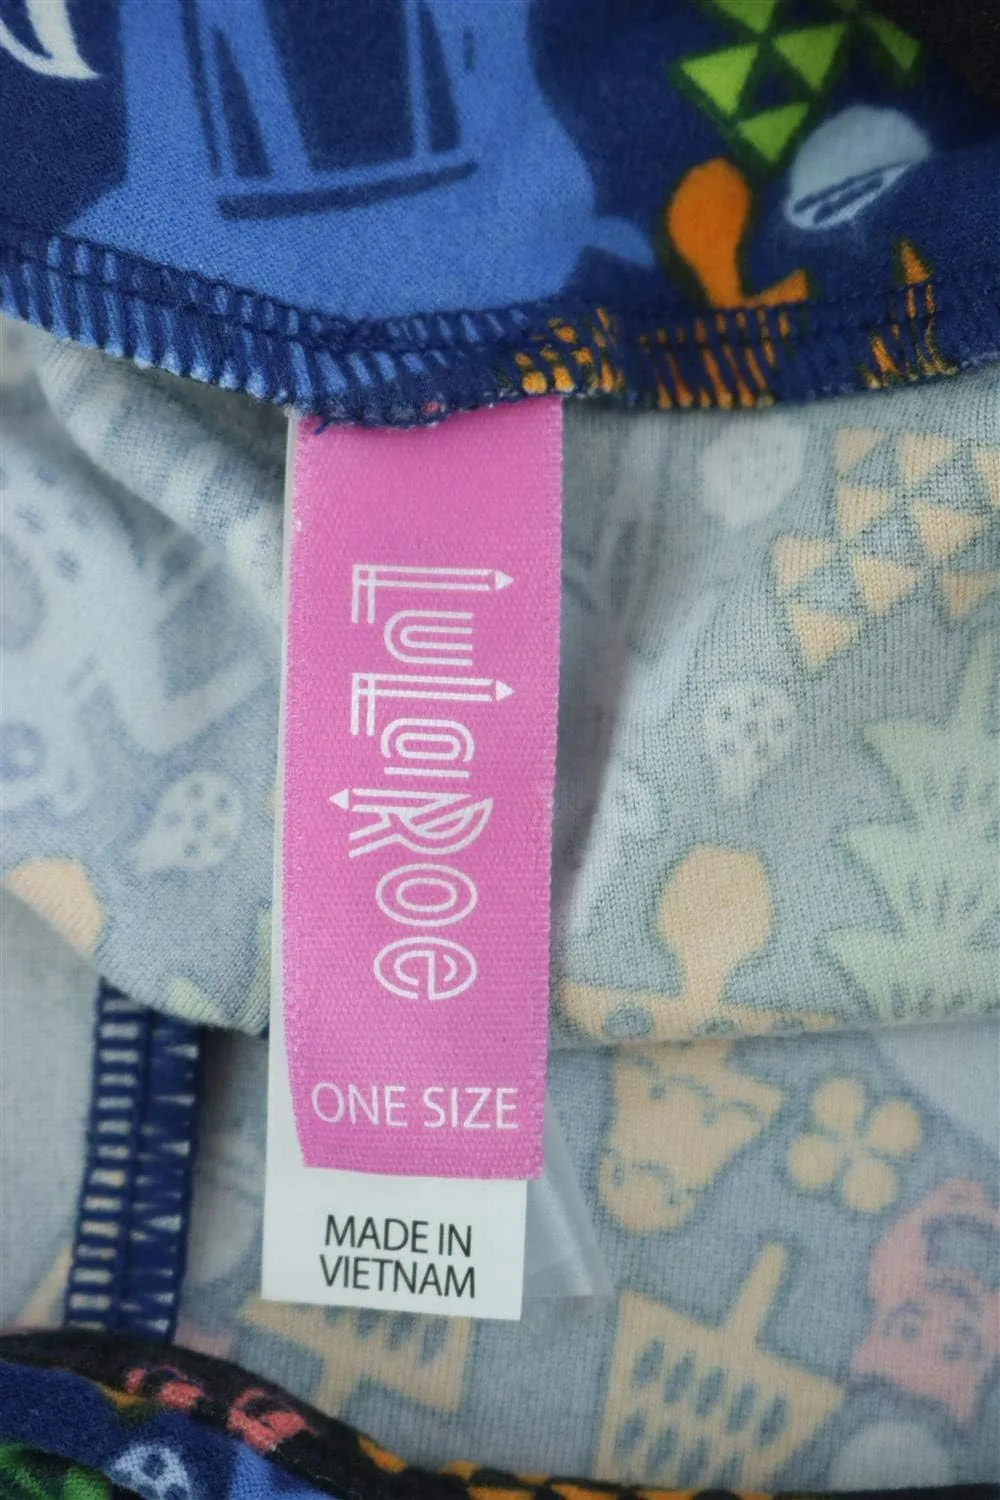 LuLaRoe
ONE SIZE
MADE IN
VIETNAM